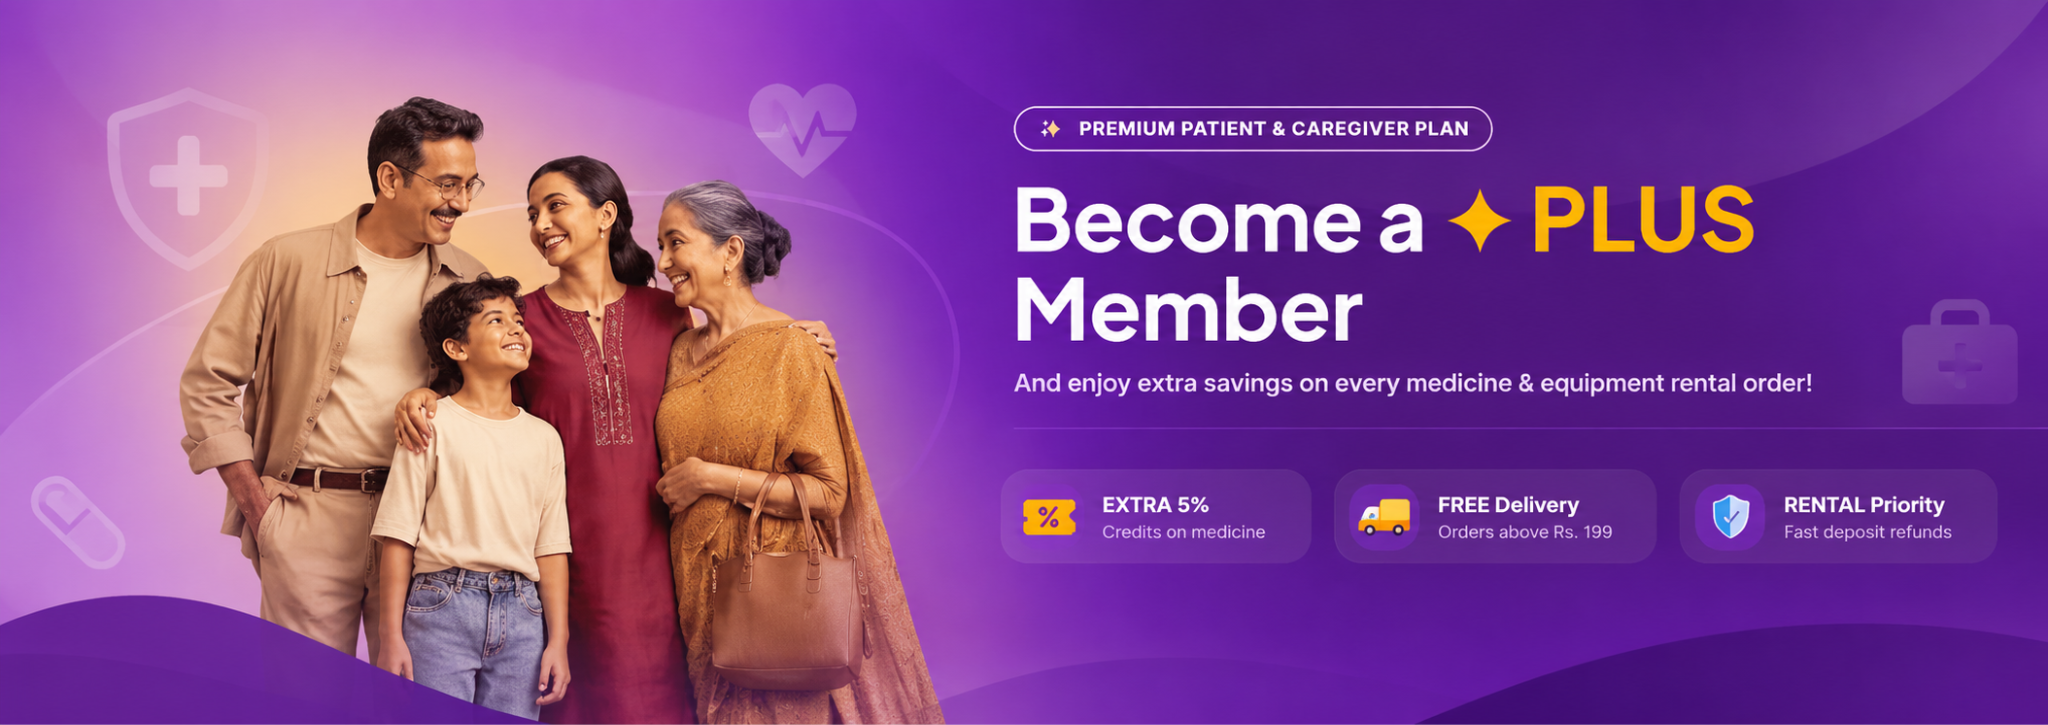 PREMIUM PATIENT & CAREGIVER PLAN
Become a PLUS
Member
And enjoy extra savings on every medicine & equipment rental order!
%
EXTRA 5%
Credits on medicine
FREE Delivery
Orders above Rs. 199
RENTAL Priority
Fast deposit refunds